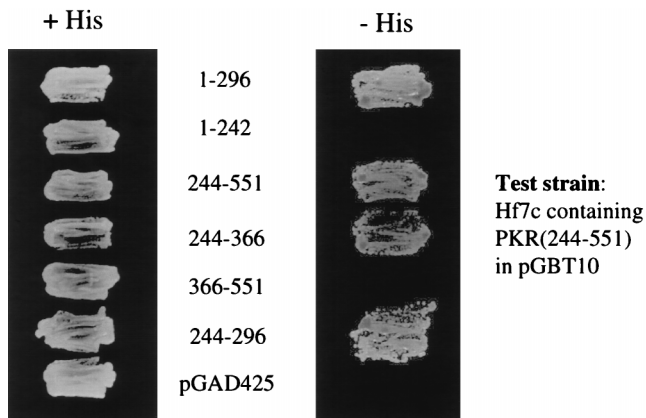 + His
- His
1-296
1-242
244-551
244-366
366-551
244-296
pGAD425
Test strain:
Hf7c containing
PKR(244-551)
in pGBT10